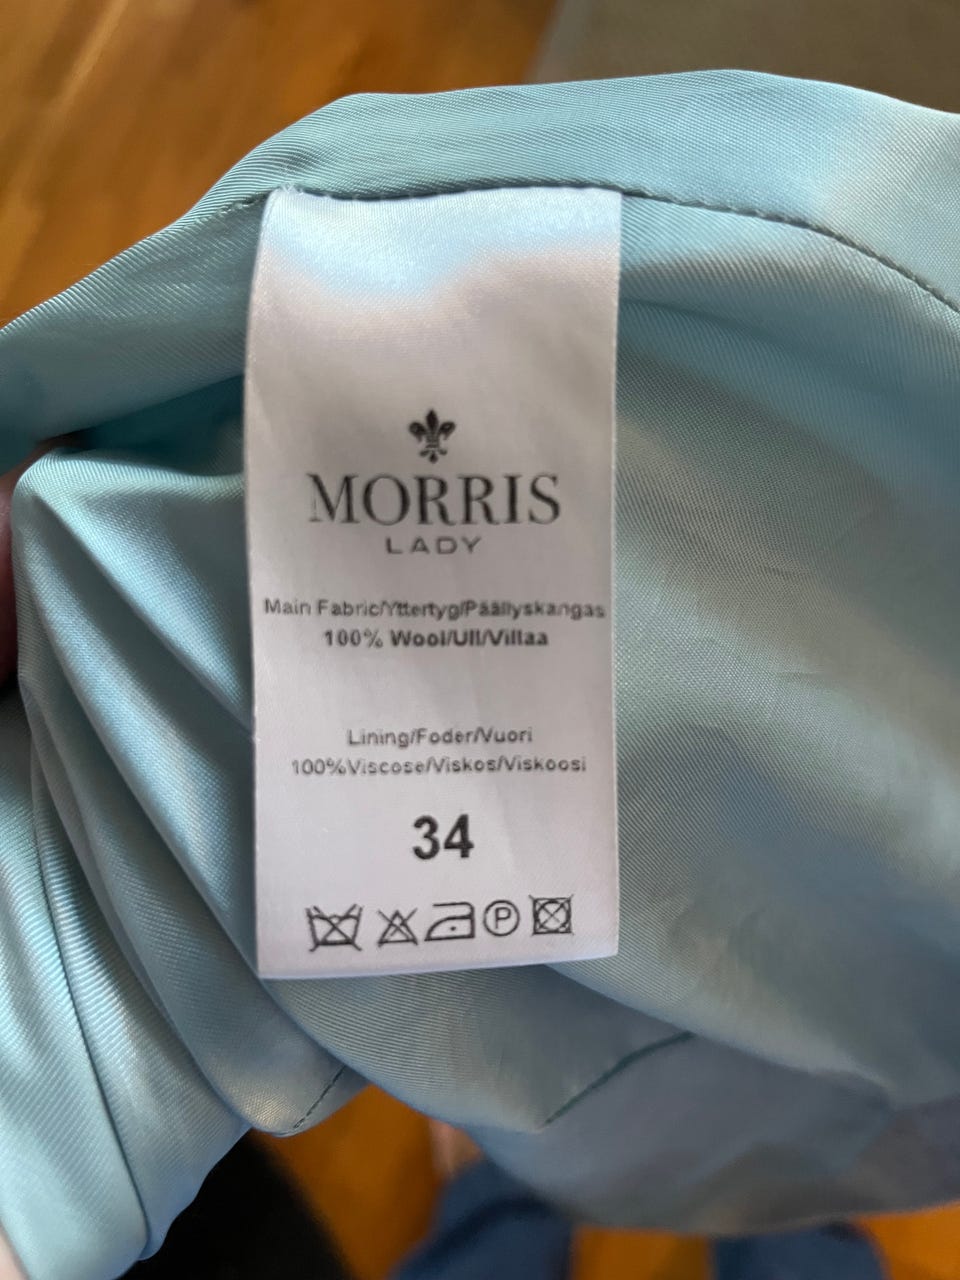 MORRIS
LADY
Main Fabric/Yttertyg/Päällyskangas
100% Wool/Ull/Villaa
Lining/Foder/Vuori
100%Viscose/Viskos/Viskoosi
34
P